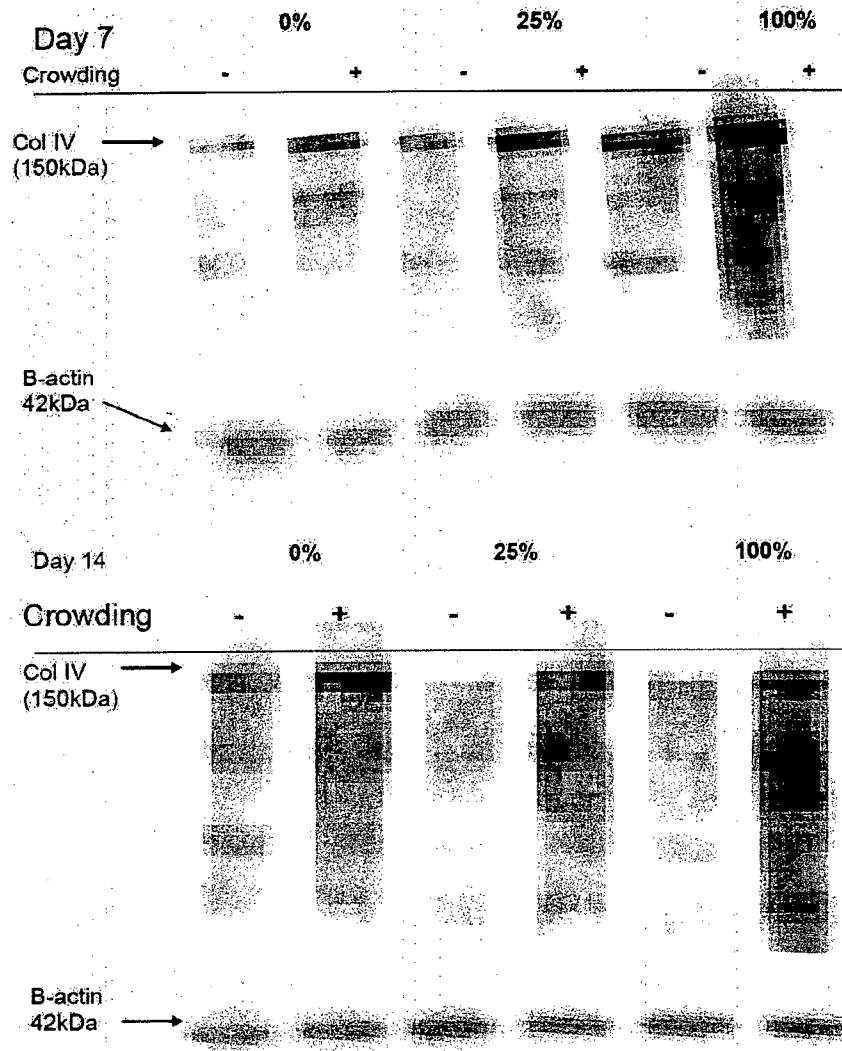 Day 7 0% 25% 100%
Crowding - + - + - +
Col IV
(150kDa)
B-actin
42kDa
Day 14 0% 25% 100%
Crowding - + - + - +
Col IV
(150kDa)
B-actin
42kDa